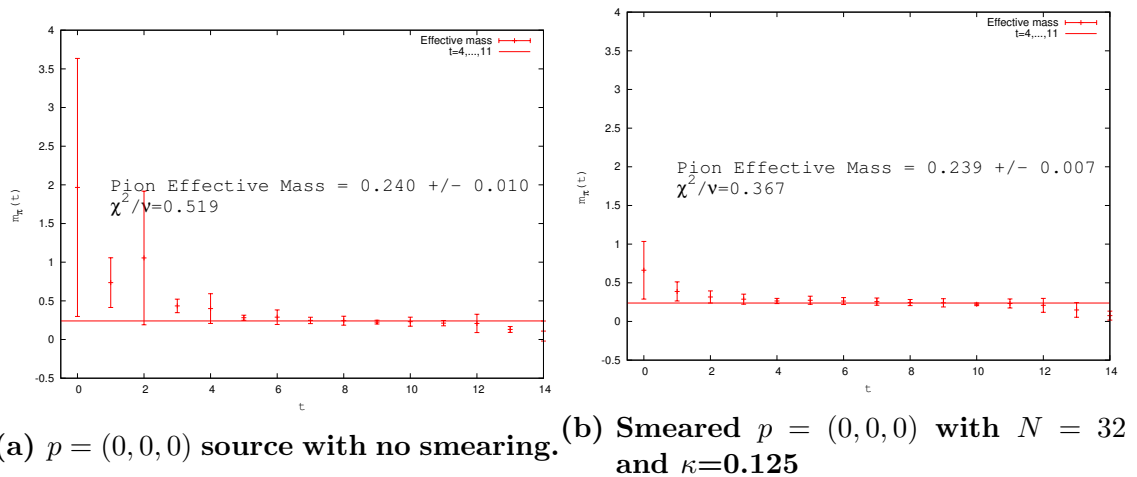 4
3.5
3
2.5
2
1.5
1
0.5
0
-0.5
m_π(t)
Effective mass
t=4,...,11
Pion Effective Mass = 0.240 +/- 0.010
χ²/ν=0.519
0 2 4 6 8 10 12 14
t
(a) p = (0, 0, 0) source with no smearing.
4
3.5
3
2.5
2
1.5
1
0.5
0
-0.5
m_π(t)
Effective mass
t=4,...,11
Pion Effective Mass = 0.239 +/- 0.007
χ²/ν=0.367
0 2 4 6 8 10 12 14
t
(b) Smeared p = (0, 0, 0) with N = 32
and κ=0.125